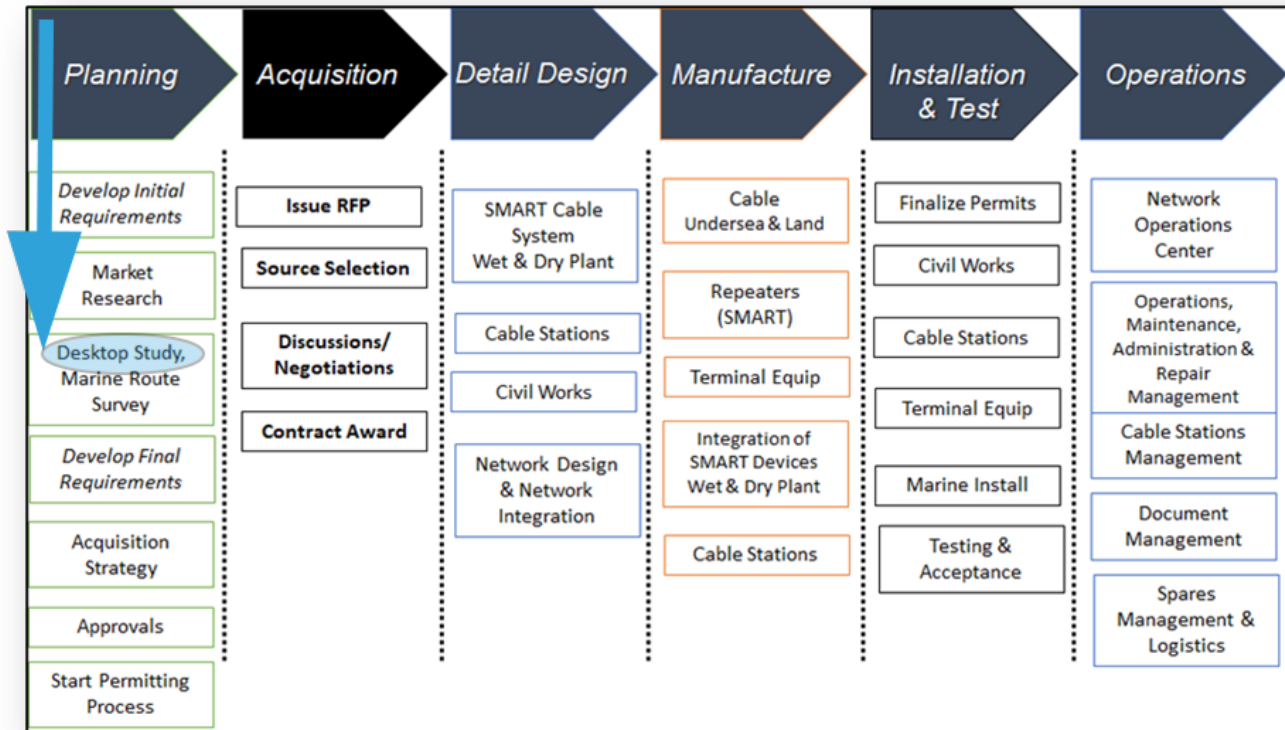 Planning
Acquisition
Detail Design
Manufacture
Installation
& Test
Operations
Develop Initial
Requirements
Market
Research
Desktop Study,
Marine Route
Survey
Develop Final
Requirements
Acquisition
Strategy
Approvals
Start Permitting
Process
Issue RFP
Source Selection
Discussions/
Negotiations
Contract Award
SMART Cable
System
Wet & Dry Plant
Cable Stations
Civil Works
Network Design
& Network
Integration
Cable
Undersea & Land
Repeaters
(SMART)
Terminal Equip
Integration of
SMART Devices
Wet & Dry Plant
Cable Stations
Finalize Permits
Civil Works
Cable Stations
Terminal Equip
Marine Install
Testing &
Acceptance
Network
Operations
Center
Operations,
Maintenance,
Administration &
Repair
Management
Cable Stations
Management
Document
Management
Spares
Management &
Logistics